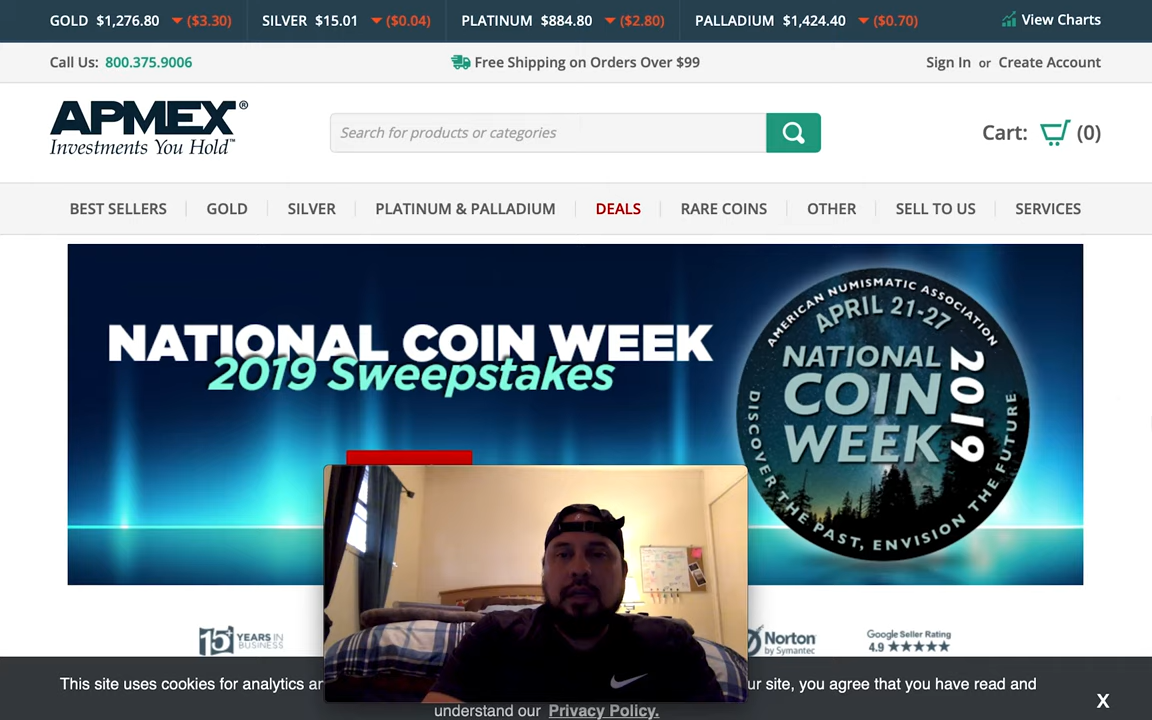 GOLD $1,276.80 ($3.30) SILVER $15.01 ($0.04) PLATINUM $884.80 ($2.80) PALLADIUM $1,424.40 ($0.70) View Charts
Call Us: 800.375.9006 Free Shipping on Orders Over $99 Sign In or Create Account
APMEX®
Investments You Hold™
Search for products or categories
Cart: (0)
BEST SELLERS GOLD SILVER PLATINUM & PALLADIUM DEALS RARE COINS OTHER SELL TO US SERVICES
NATIONAL COIN WEEK
2019 Sweepstakes
AMERICAN NUMISMATIC ASSOCIATION
APRIL 21-27
NATIONAL
COIN
WEEK
2019
DISCOVER THE PAST, ENVISION THE FUTURE
15+ YEARS IN
BUSINESS
Norton
by Symantec
Google Seller Rating
4.9 ★★★★★
This site uses cookies for analytics ur site, you agree that you have read and
understand our Privacy Policy.
X